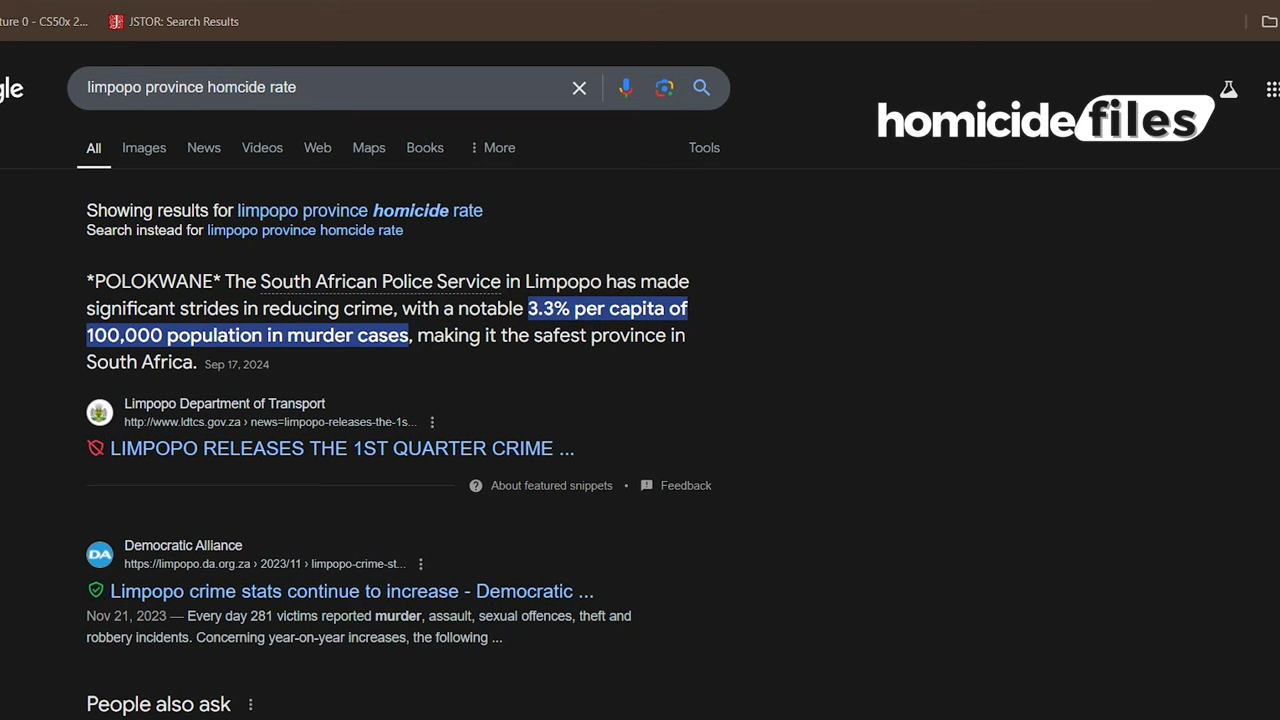 ture 0 - CS50x 2... JSTOR: Search Results
gle limpopo province homcide rate
homicidefiles
All Images News Videos Web Maps Books More Tools
Showing results for limpopo province homicide rate
Search instead for limpopo province homcide rate
*POLOKWANE* The South African Police Service in Limpopo has made
significant strides in reducing crime, with a notable 3.3% per capita of
100,000 population in murder cases, making it the safest province in
South Africa. Sep 17, 2024
Limpopo Department of Transport
http://www.ldtcs.gov.za › news=limpopo-releases-the-1s...
LIMPOPO RELEASES THE 1ST QUARTER CRIME ...
About featured snippets • Feedback
DA Democratic Alliance
https://limpopo.da.org.za › 2023/11 › limpopo-crime-st...
Limpopo crime stats continue to increase - Democratic ...
Nov 21, 2023 — Every day 281 victims reported murder, assault, sexual offences, theft and
robbery incidents. Concerning year-on-year increases, the following ...
People also ask